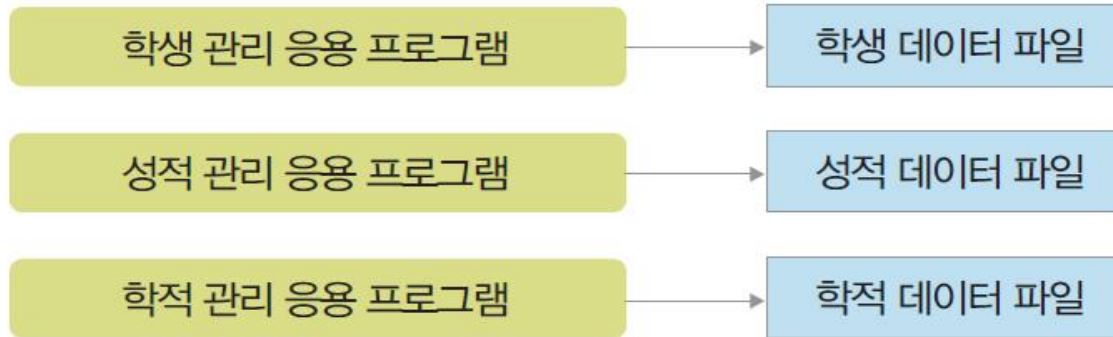 학생 관리 응용 프로그램 학생 데이터 파일
성적 관리 응용 프로그램 성적 데이터 파일
학적 관리 응용 프로그램 학적 데이터 파일